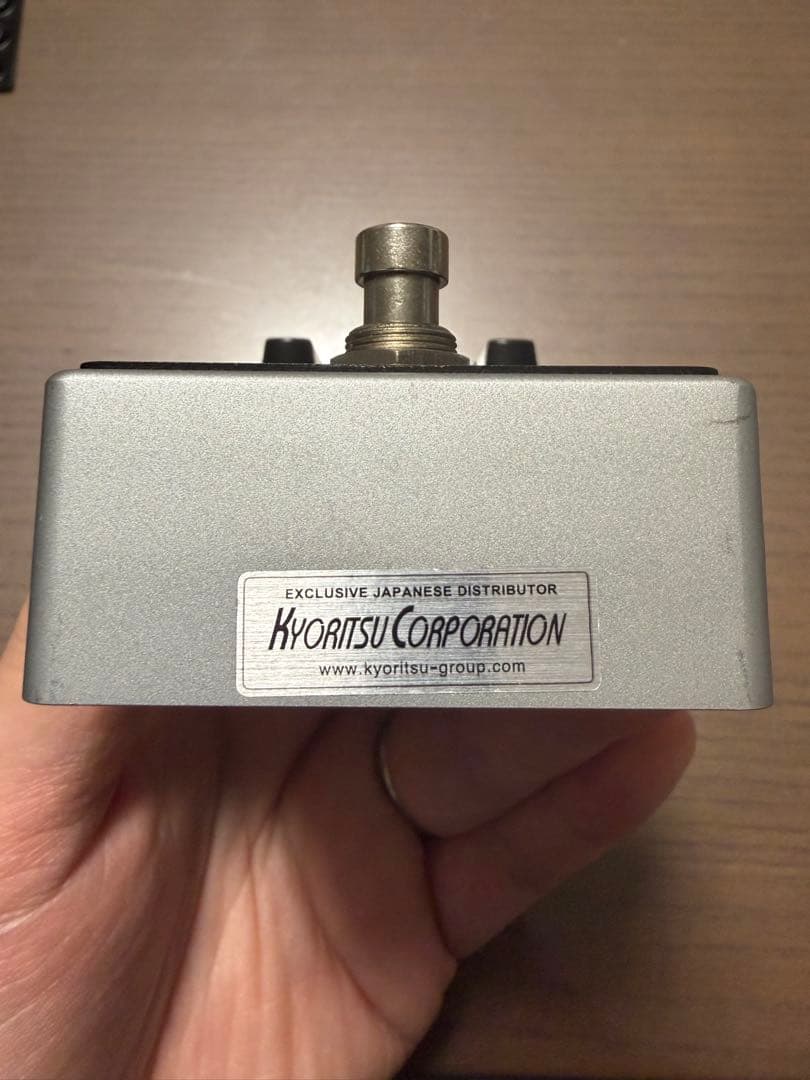 EXCLUSIVE JAPANESE DISTRIBUTOR
KYORITSU CORPORATION
www.kyoritsu-group.com